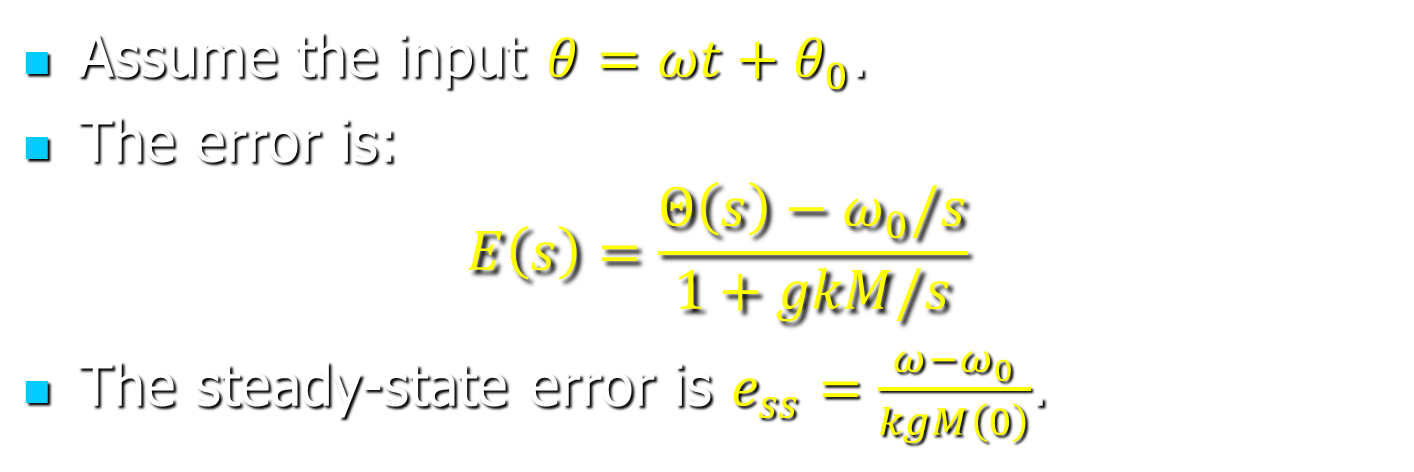 Assume the input θ = ωt + θ₀.
The error is:
E(s) = (Θ(s) − ω₀/s) / (1 + gkM/s)
The steady-state error is eₛₛ = (ω−ω₀) / (kgM(0)).